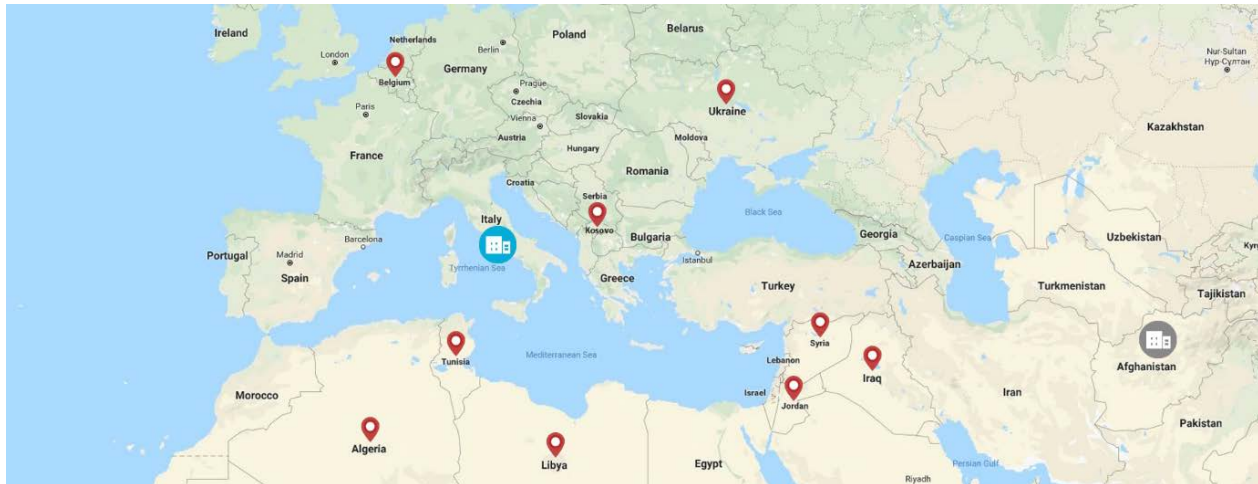 Ireland
Netherlands
Poland
Belarus
London
Berlin
Nur-Sultan
Нұр-Сұлтан
Belgium
Germany
Prague
Czechia
Ukraine
Paris
Vienna
Slovakia
Kazakhstan
Austria
Moldova
France
Hungary
Romania
Croatia
Serbia
Italy
Kosovo
Black Sea
Bulgaria
Georgia
Caspian Sea
Uzbekistan
Barcelona
Portugal
Madrid
Spain
Tyrrhenian Sea
Istanbul
Azerbaijan
Greece
Turkey
Turkmenistan
Tajikistan
Syria
Tunisia
Mediterranean Sea
Lebanon
Afghanistan
Iraq
Morocco
Israel
Jordan
Iran
Pakistan
Algeria
Libya
Egypt
Persian Gulf
Riyadh